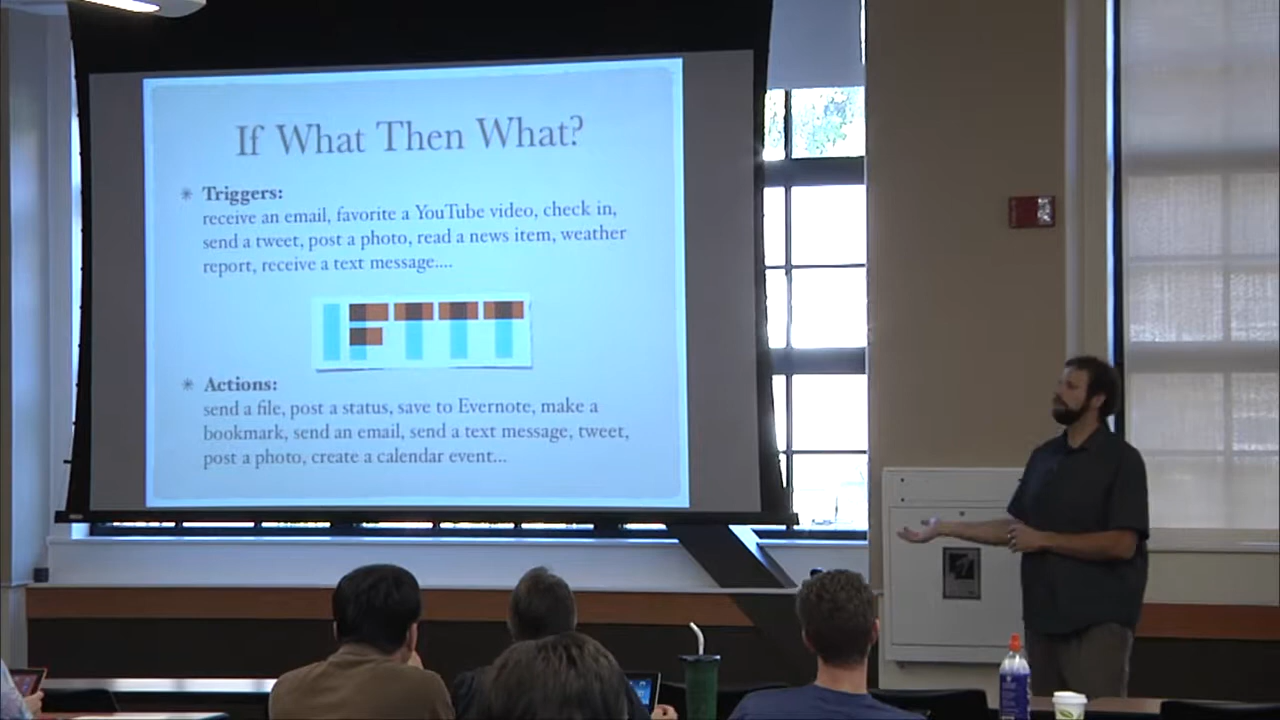 If What Then What?
Triggers:
receive an email, favorite a YouTube video, check in,
send a tweet, post a photo, read a news item, weather
report, receive a text message....
IFTTT
Actions:
send a file, post a status, save to Evernote, make a
bookmark, send an email, send a text message, tweet,
post a photo, create a calendar event...